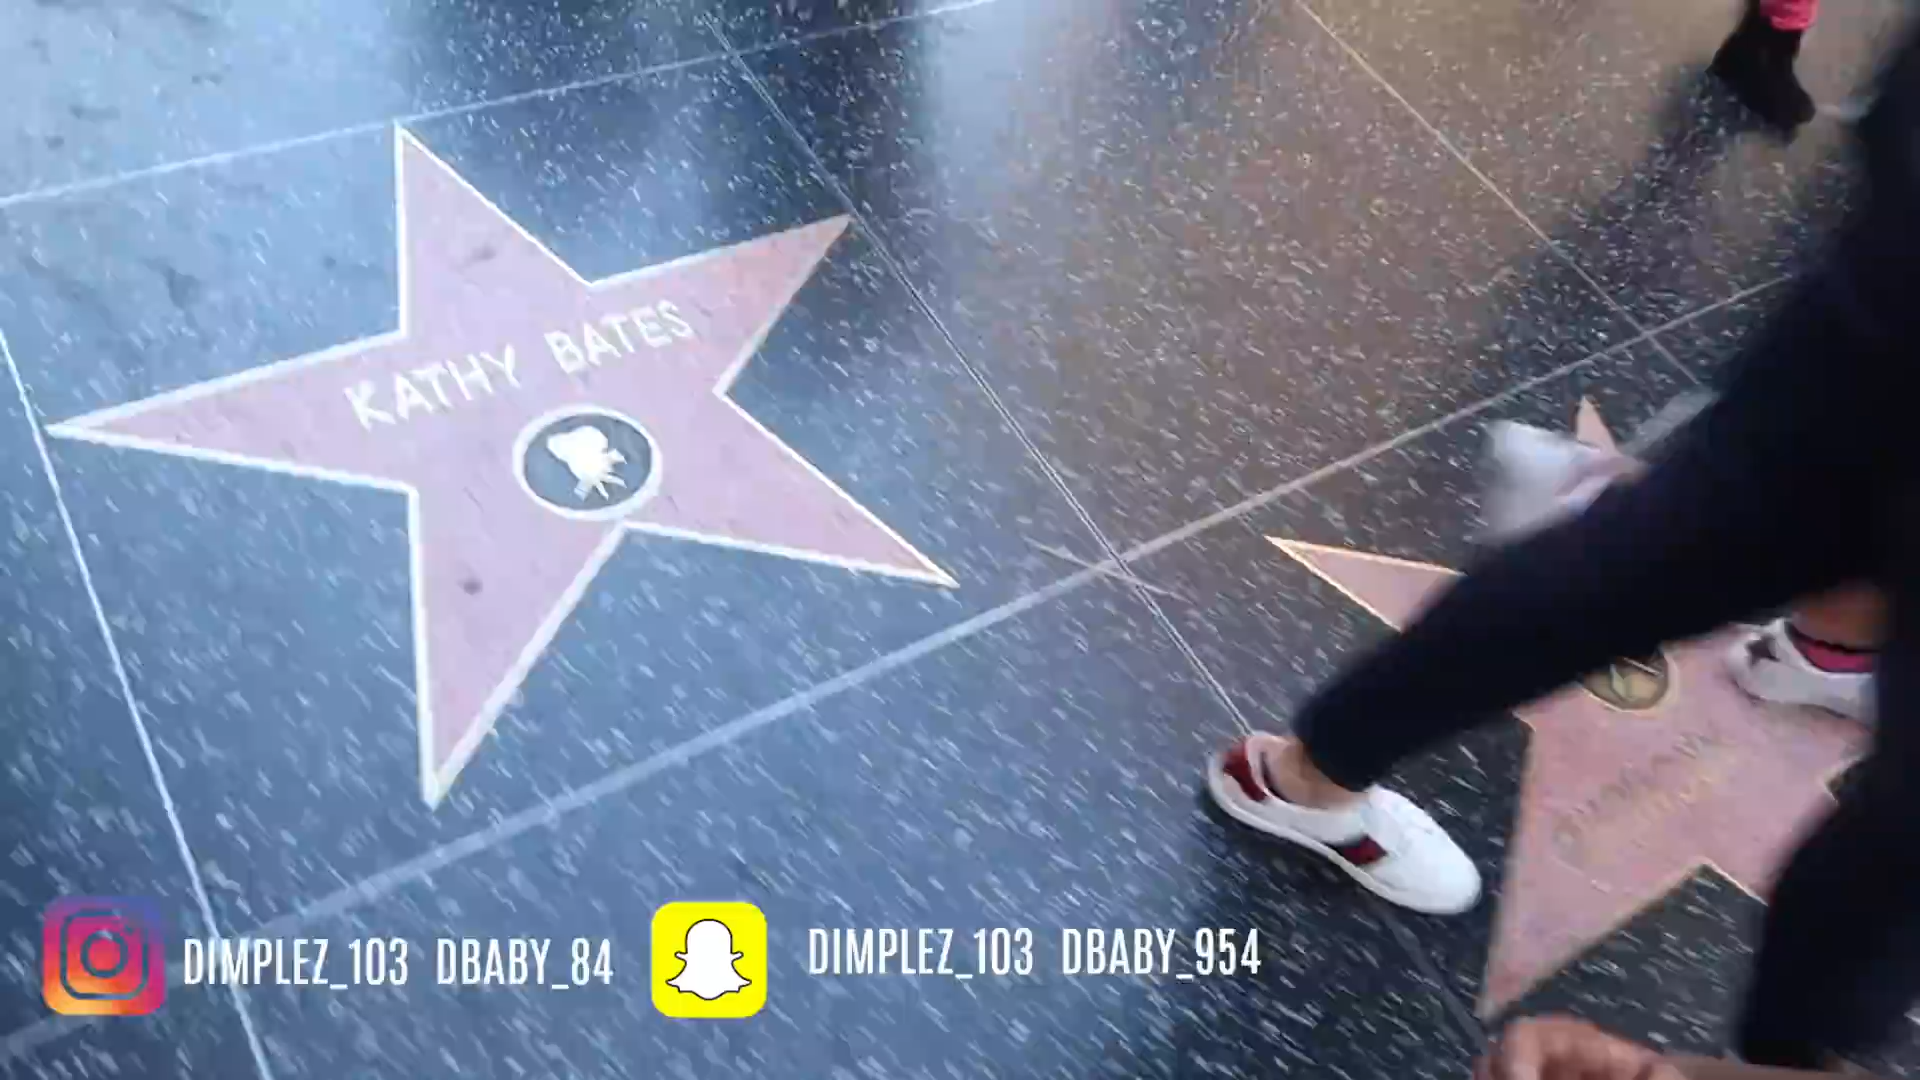 KATHY BATES
DIMPLEZ_103 DBABY_84
DIMPLEZ_103 DBABY_954